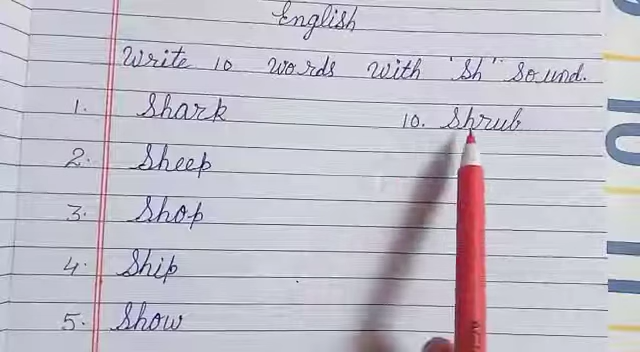 English
Write 10 words with "Sh" Sound.
1. Shark
10. Shrub
2. Sheep
3. Shop
4. Ship
5. Show